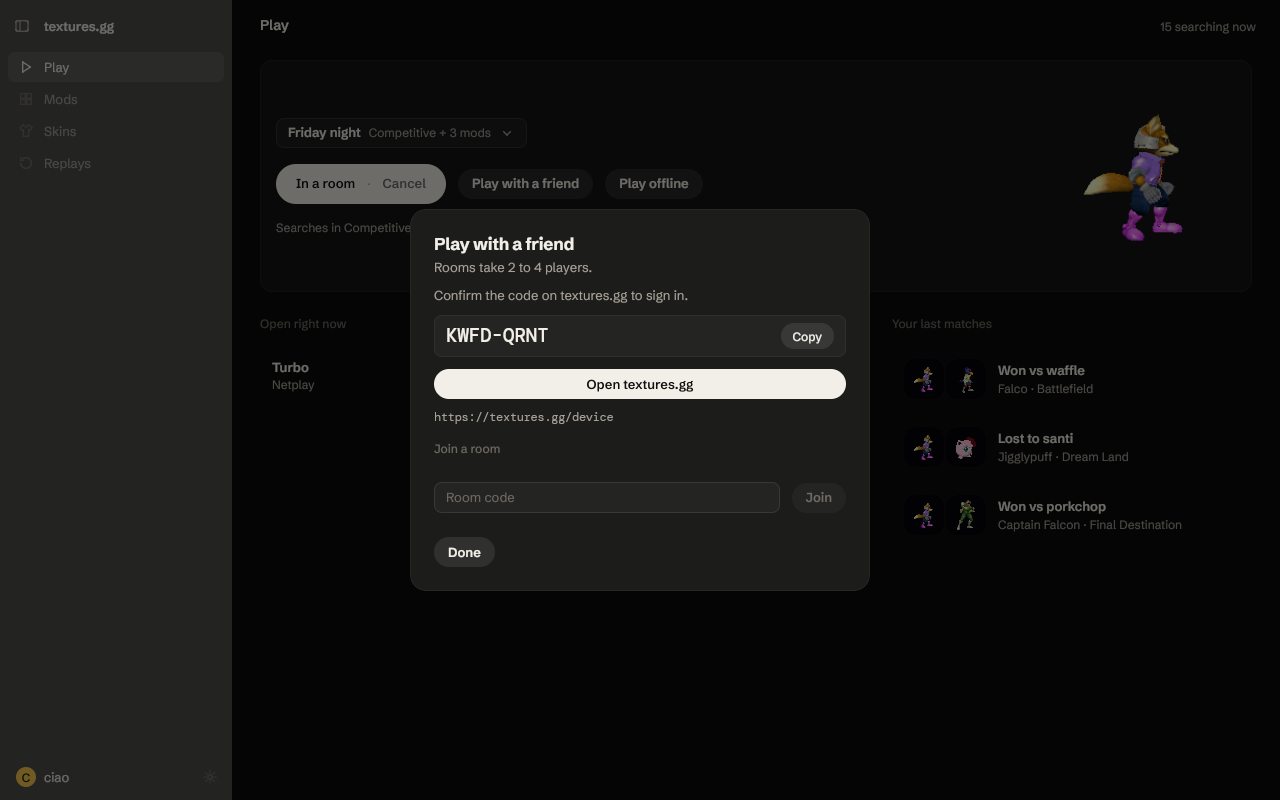 textures.gg
Play
Mods
Skins
Replays
ciao
C
Play
15 searching now
Friday night Competitive + 3 mods
In a room · Cancel
Play with a friend
Play offline
Searches in Competitive
Open right now
Turbo
Netplay
Play with a friend
Rooms take 2 to 4 players.
Confirm the code on textures.gg to sign in.
KWFD-QRNT
Copy
Open textures.gg
https://textures.gg/device
Join a room
Room code
Join
Done
Your last matches
Won vs waffle
Falco · Battlefield
Lost to santi
Jigglypuff · Dream Land
Won vs porkchop
Captain Falcon · Final Destination